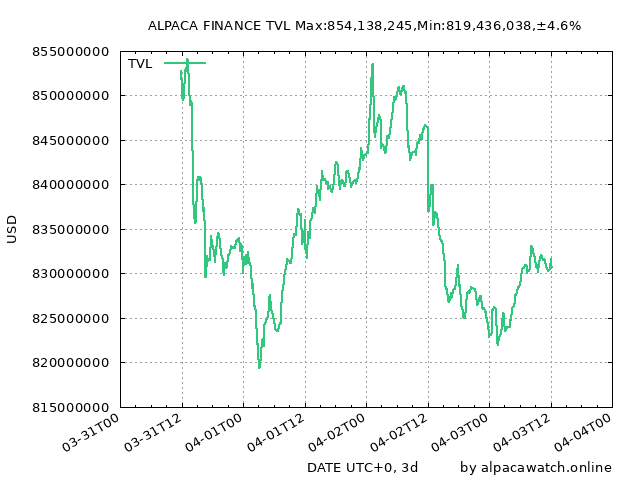 ALPACA FINANCE TVL Max:854,138,245,Min:819,436,038,±4.6%
855000000
TVL
850000000
845000000
840000000
835000000
USD
830000000
825000000
820000000
815000000
03-31T00
03-31T12
04-01T00
04-01T12
04-02T00
04-02T12
04-03T00
04-03T12
04-04T00
DATE UTC+0, 3d
by alpacawatch.online